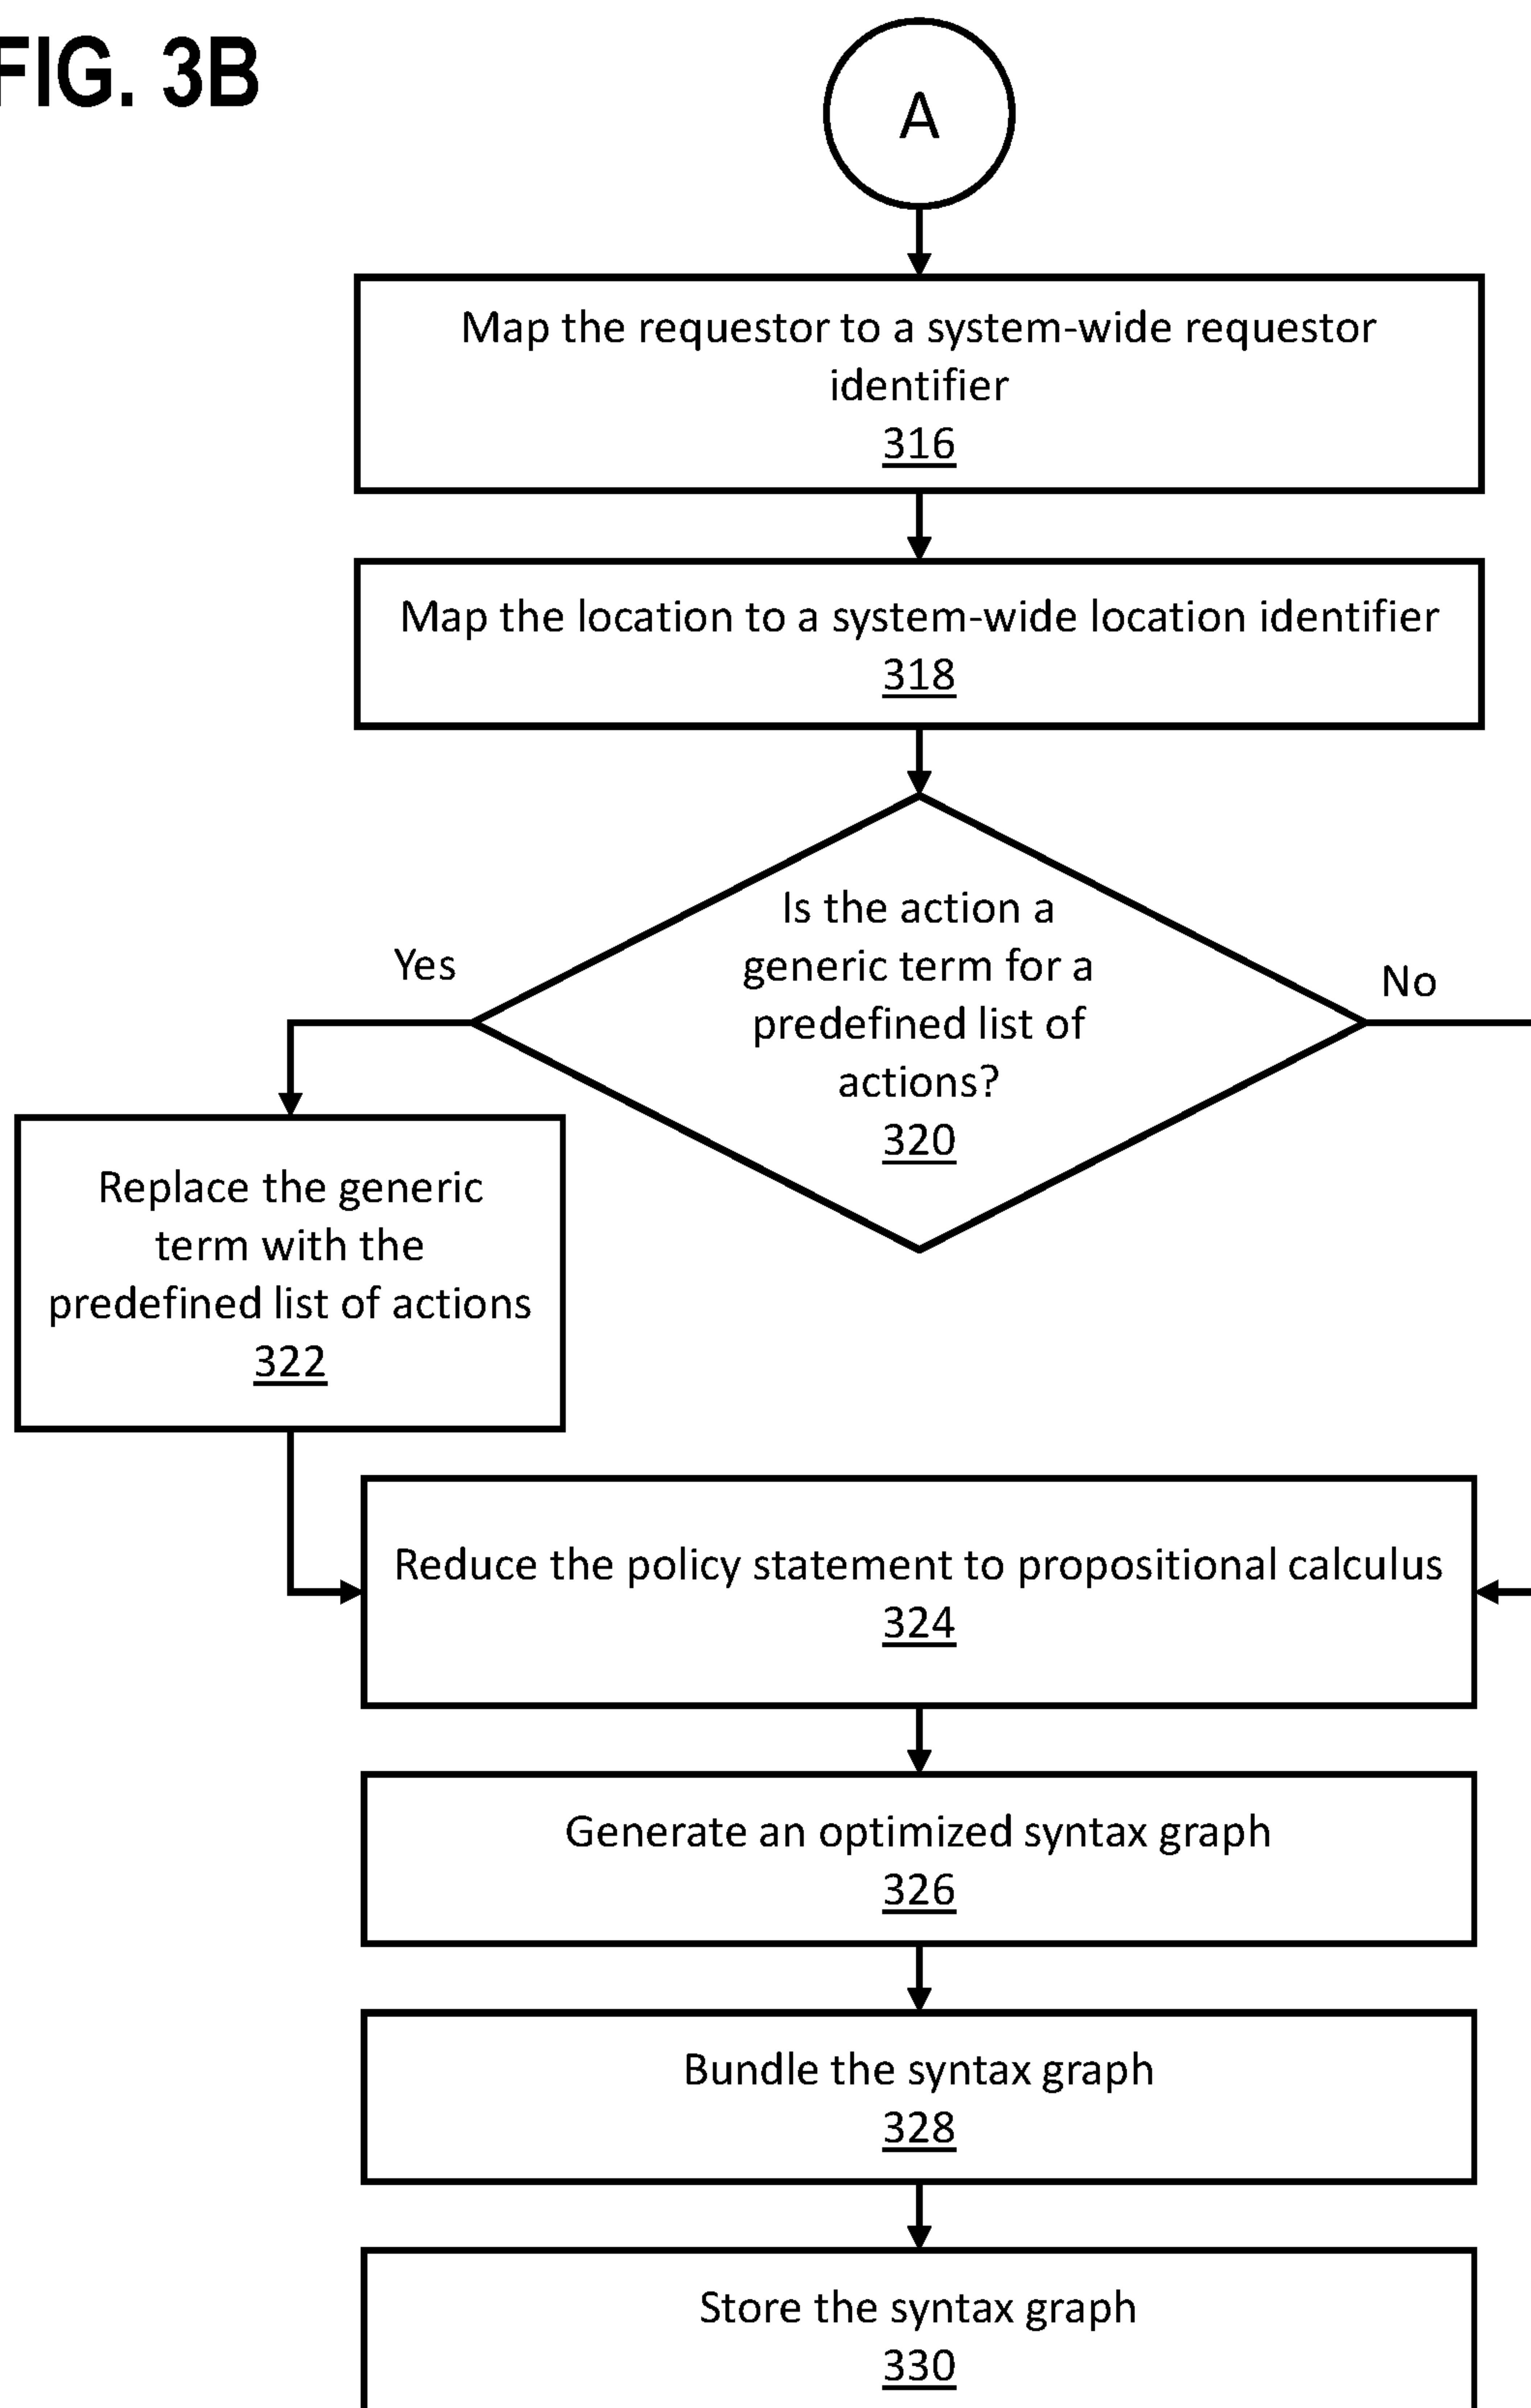 FIG. 3B
A
Map the requestor to a system-wide requestor
identifier
316
Map the location to a system-wide location identifier
318
Is the action a
generic term for a
predefined list of
actions?
320
Yes
No
Replace the generic
term with the
predefined list of actions
322
Reduce the policy statement to propositional calculus
324
Generate an optimized syntax graph
326
Bundle the syntax graph
328
Store the syntax graph
330